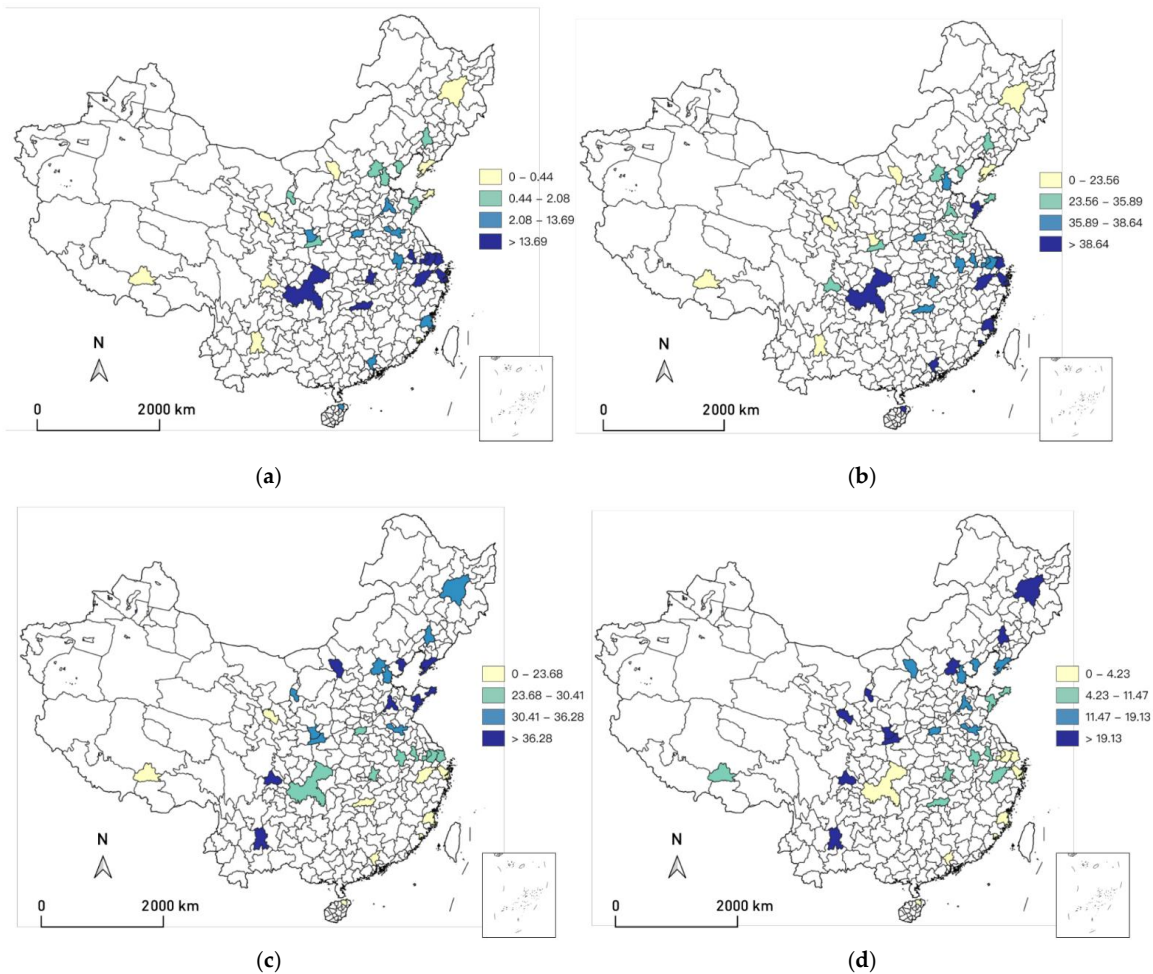 0 – 0.44
0.44 – 2.08
2.08 – 13.69
> 13.69
N
0 2000 km
(a)
0 – 23.56
23.56 – 35.89
35.89 – 38.64
> 38.64
N
0 2000 km
(b)
0 – 23.68
23.68 – 30.41
30.41 – 36.28
> 36.28
N
0 2000 km
(c)
0 – 4.23
4.23 – 11.47
11.47 – 19.13
> 19.13
N
0 2000 km
(d)